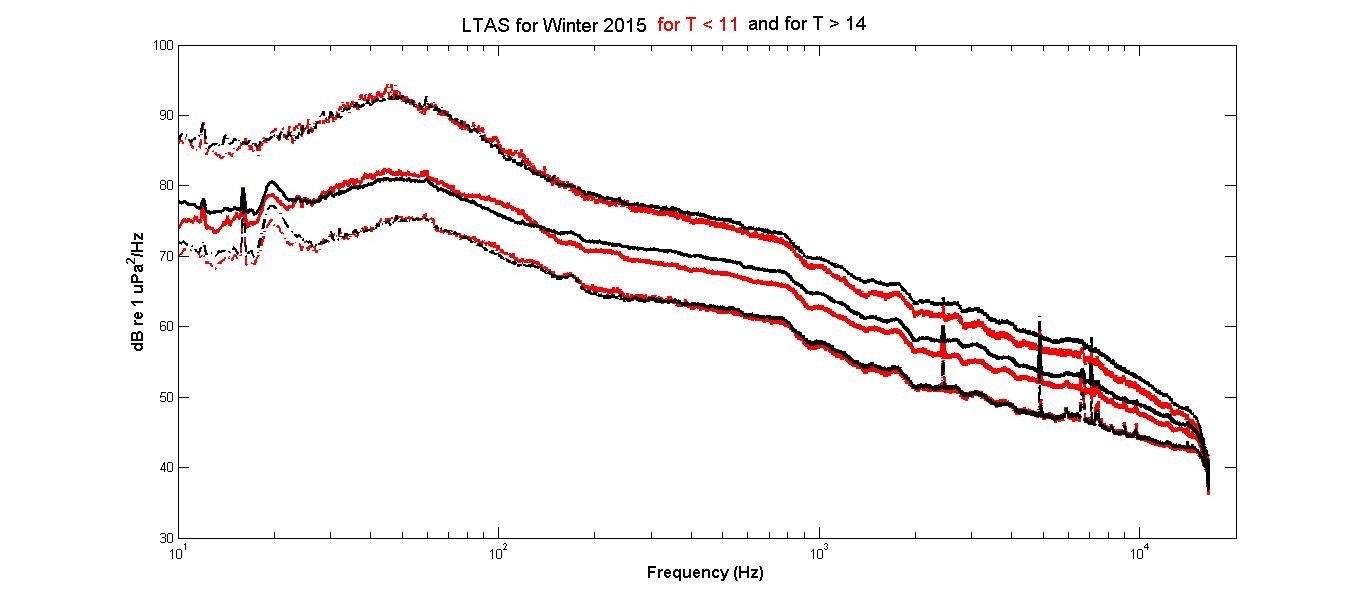 LTAS for Winter 2015 for T < 11 and for T > 14
100
90
80
70
60
50
40
30
dB re 1 uPa²/Hz
10¹ 10² 10³ 10⁴
Frequency (Hz)